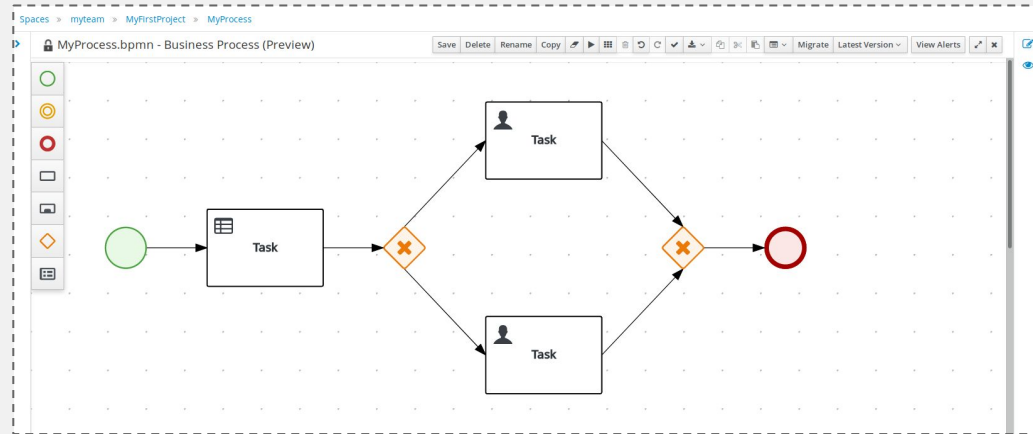 Spaces » myteam » MyFirstProject » MyProcess
MyProcess.bpmn - Business Process (Preview)
Save Delete Rename Copy Migrate Latest Version View Alerts
Task
Task
Task